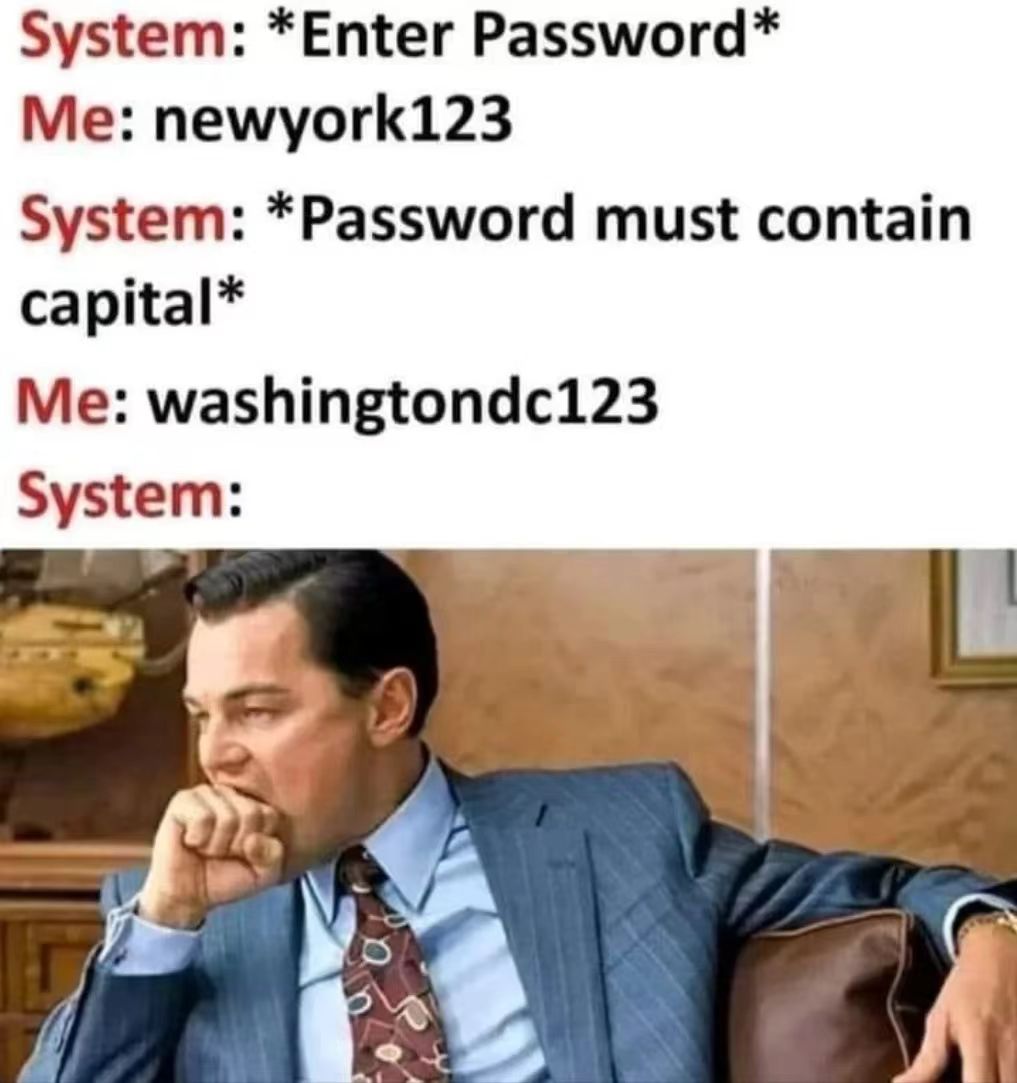 System: *Enter Password*
Me: newyork123
System: *Password must contain
capital*
Me: washingtondc123
System: